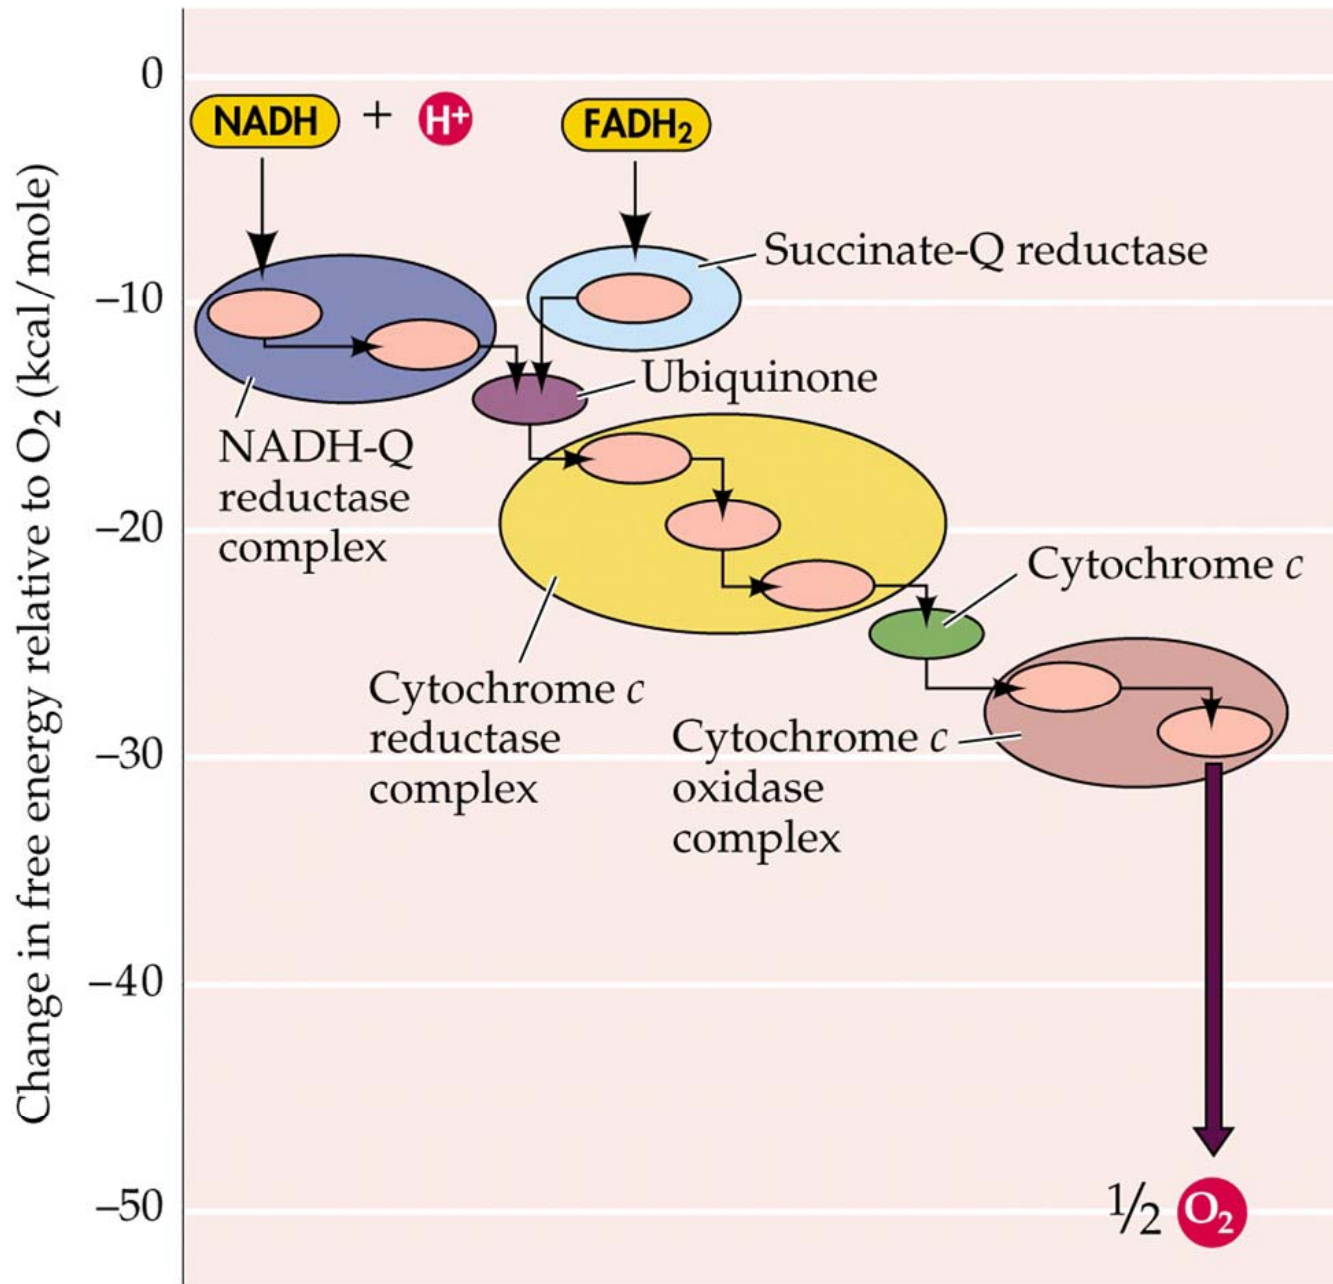 Change in free energy relative to O₂ (kcal/mole)
0
NADH + H⁺ FADH₂
Succinate-Q reductase
–10
Ubiquinone
NADH-Q
reductase
complex
–20
Cytochrome c
Cytochrome c
reductase
complex
Cytochrome c
oxidase
complex
–30
–40
–50
½ O₂